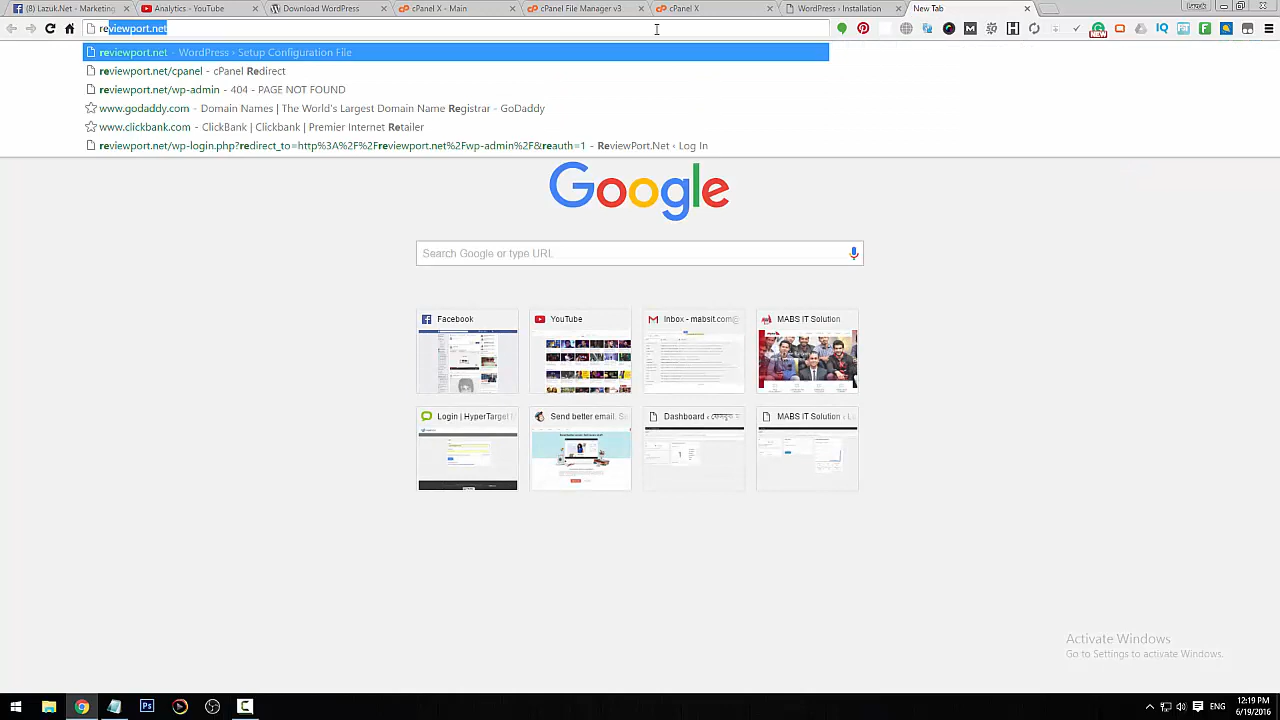 (8) Lazuk.Net - Marketing
Analytics - YouTube
Download WordPress
cPanel X - Main
cPanel File Manager v3
cPanel X
WordPress › Installation
New Tab
reviewport.net
reviewport.net - WordPress › Setup Configuration File
reviewport.net/cpanel - cPanel Redirect
reviewport.net/wp-admin - 404 - PAGE NOT FOUND
www.godaddy.com - Domain Names | The World's Largest Domain Name Registrar - GoDaddy
www.clickbank.com - ClickBank | Clickbank | Premier Internet Retailer
reviewport.net/wp-login.php?redirect_to=http%3A%2F%2Freviewport.net%2Fwp-admin%2F&reauth=1 - ReviewPort.Net ‹ Log In
Google
Search Google or type URL
Facebook
YouTube
Inbox - mabsit.com@
MABS IT Solution
Login | HyperTarget
Send better email. Se
Dashboard ‹
MABS IT Solution ‹ Lo
1
Activate Windows
Go to Settings to activate Windows.
ENG
12:19 PM
6/19/2016